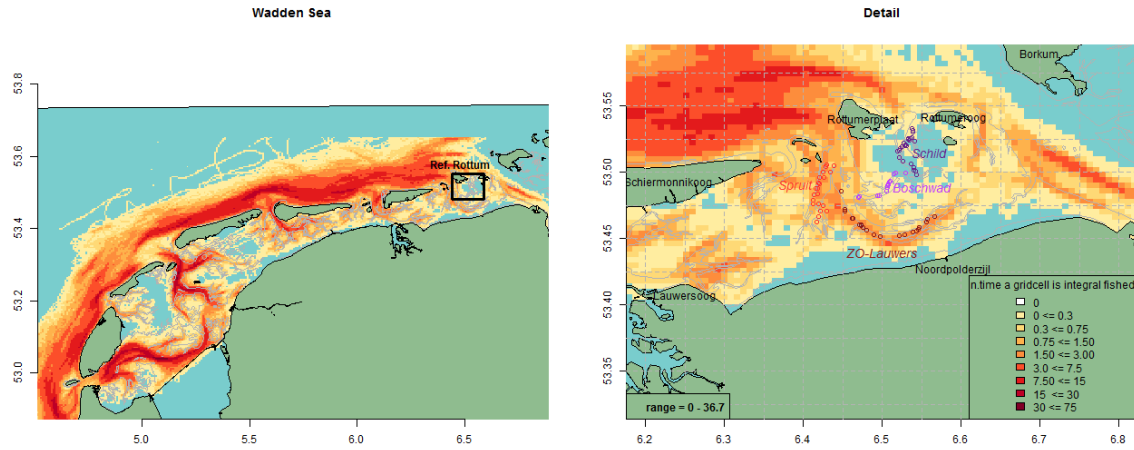 Wadden Sea
53.8
53.6
53.4
53.2
53.0
Ref. Rottum
5.0
5.5
6.0
6.5
Detail
53.55
53.50
53.45
53.40
53.35
Borkum
Rottumerplaat
Rottumeroog
Schild
Schiermonnikoog
Spruit
Boschwad
ZO-Lauwers
Noordpolderzijl
Lauwersoog
n.time a gridcell is integral fished
0
0 <= 0.3
0.3 <= 0.75
0.75 <= 1.50
1.50 <= 3.00
3.0 <= 7.5
7.50 <= 15
15 <= 30
30 <= 75
range = 0 - 36.7
6.2
6.3
6.4
6.5
6.6
6.7
6.8